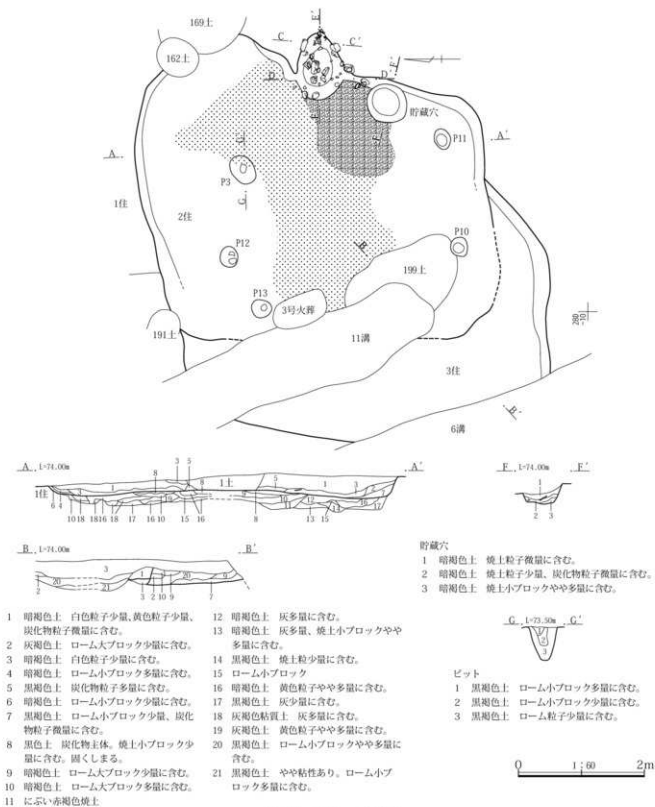 169土
162土
C
E'
C'
D
D'
F'
E
F
貯蔵穴
P11
A
A'
1住
2住
P3
G
G
P12
B
P10
199土
P13
3号火葬
11溝
191土
3住
280
-10
B'
6溝
A L=74.00m
3 5
8
1土
5
A'
1住
F L=74.00m F'
1
2 3
B L=74.00m
B'
貯蔵穴
1 暗褐色土 焼土粒子微量に含む。
2 暗褐色土 焼土粒子少量、炭化物粒子微量に含む。
3 暗褐色土 焼土小ブロックやや多量に含む。
G L=73.50m G'
1
2
3
ピット
1 黒褐色土 ローム小ブロック多量に含む。
2 黒褐色土 ローム小ブロック少量に含む。
3 黒褐色土 ローム粒子少量に含む。
1 暗褐色土 白色粒子少量、黄色粒子少量、
炭化物粒子微量に含む。
2 灰褐色土 ローム大ブロック少量に含む。
3 暗褐色土 白色粒子少量に含む。
4 暗褐色土 ローム小ブロック多量に含む。
5 黒褐色土 炭化物粒子多量に含む。
6 暗褐色土 ローム小ブロック少量に含む。
7 黒褐色土 ローム小ブロック少量、炭化
物粒子微量に含む。
8 黒色土 炭化物主体。焼土小ブロック少
量に含む。固くしまる。
9 暗褐色土 ローム大ブロック少量に含む。
10 暗褐色土 ローム大ブロック多量に含む。
11 にぶい赤褐色焼土
12 暗褐色土 灰多量に含む。
13 暗褐色土 灰多量、焼土小ブロックやや
多量に含む。
14 黒褐色土 焼土粒少量に含む。
15 ローム小ブロック
16 暗褐色土 黄色粒子やや多量に含む。
17 黒褐色土 灰少量に含む。
18 灰褐色粘質土 灰多量に含む。
19 灰褐色土 黄色粒子やや多量に含む。
20 黒褐色土 ローム小ブロックやや多量に
含む。
21 黒褐色土 やや粘性あり。ローム小ブ
ロック多量に含む。
0 1:60 2m